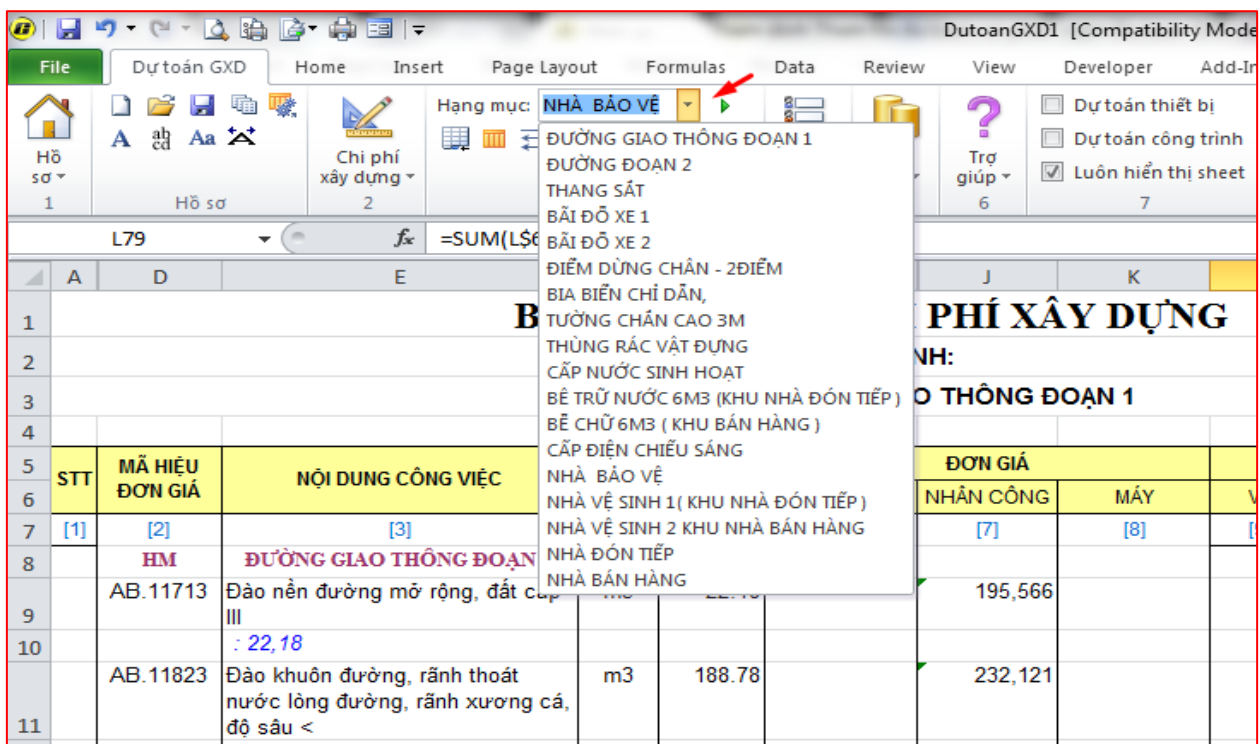 DutoanGXD1 [Compatibility Mode
File Dự toán GXD Home Insert Page Layout Formulas Data Review View Developer Add-In
Hồ sơ
A ab cd Aa
Chi phí xây dựng
Hạng mục: NHÀ BẢO VỆ
Trợ giúp
Dự toán thiết bị
Dự toán công trình
Luôn hiển thị sheet
1 Hồ sơ 2 6 7
ĐƯỜNG GIAO THÔNG ĐOẠN 1
ĐƯỜNG ĐOẠN 2
THANG SẮT
BÃI ĐỖ XE 1
BÃI ĐỖ XE 2
ĐIỂM DỪNG CHÂN - 2ĐIỂM
BIA BIỂN CHỈ DẪN,
TƯỜNG CHẮN CAO 3M
THÙNG RÁC VẬT ĐỰNG
CẤP NƯỚC SINH HOẠT
BÊ TRỮ NƯỚC 6M3 (KHU NHÀ ĐÓN TIẾP )
BỂ CHỮ 6M3 ( KHU BÁN HÀNG )
CẤP ĐIỆN CHIẾU SÁNG
NHÀ BẢO VỆ
NHÀ VỆ SINH 1( KHU NHÀ ĐÓN TIẾP )
NHÀ VỆ SINH 2 KHU NHÀ BÁN HÀNG
NHÀ ĐÓN TIẾP
NHÀ BÁN HÀNG
L79 fx =SUM(L$6
A D E J K
1 B PHÍ XÂY DỰNG
2 NH:
3 O THÔNG ĐOẠN 1
4
5 STT MÃ HIỆU ĐƠN GIÁ NỘI DUNG CÔNG VIỆC ĐƠN GIÁ
6 NHÂN CÔNG MÁY V
7 [1] [2] [3] [7] [8]
8 HM ĐƯỜNG GIAO THÔNG ĐOẠN
9 AB.11713 Đào nền đường mở rộng, đất cấp 195,566
III
10 : 22,18
11 AB.11823 Đào khuôn đường, rãnh thoát m3 188.78 232,121
nước lòng đường, rãnh xương cá,
độ sâu <